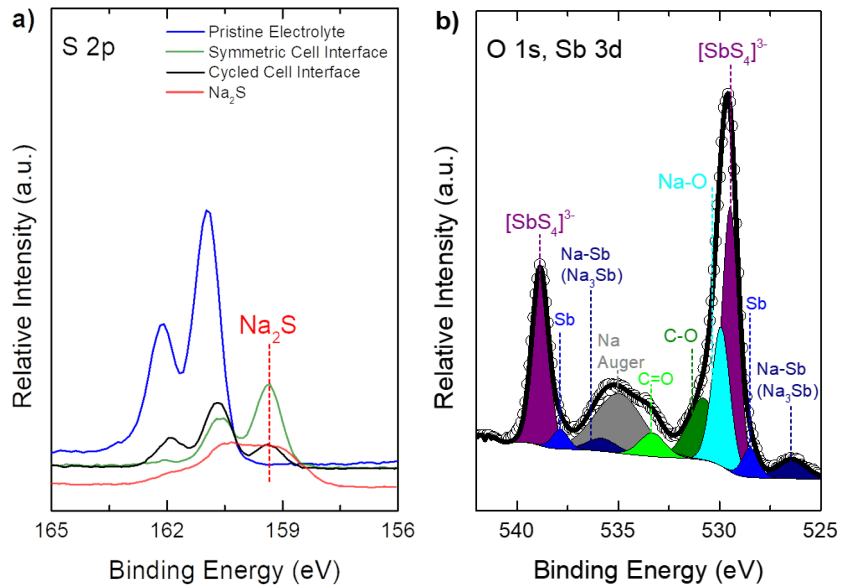 a)
S 2p
Pristine Electrolyte
Symmetric Cell Interface
Cycled Cell Interface
Na₂S
Na₂S
Relative Intensity (a.u.)
165
162
159
156
Binding Energy (eV)
b)
O 1s, Sb 3d
[SbS₄]³⁻
Na-O
[SbS₄]³⁻
Na-Sb
(Na₃Sb)
Sb
Na
Auger
C=O
C-O
Sb
Na-Sb
(Na₃Sb)
Relative Intensity (a.u.)
540
535
530
525
Binding Energy (eV)